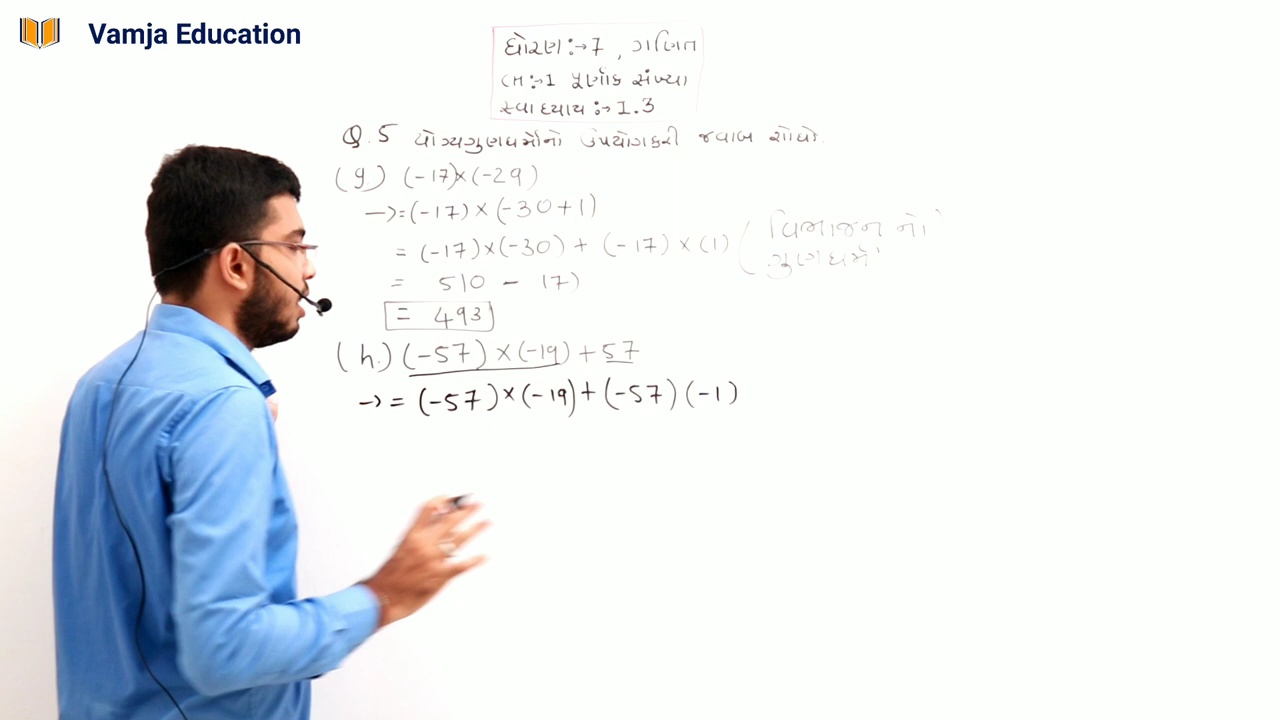 Vamja Education
ધોરણ :→ 7 , ગણિત
CH :→ 1 પૂર્ણાંક સંખ્યા
સ્વાધ્યાય :→ 1.3
Q.5 યોગ્યગુણધર્મોનો ઉપયોગકરી જવાબ શોધો.
(g) (-17)×(-29)
→ = (-17) × (-30+1)
= (-17)×(-30) + (-17) × (1) ( વિભાજન નો
ગુણધર્મ
= 510 - 17)
= 493
(h.) (-57) × (-19) + 57
→ = (-57) × (-19) + (-57) (-1)